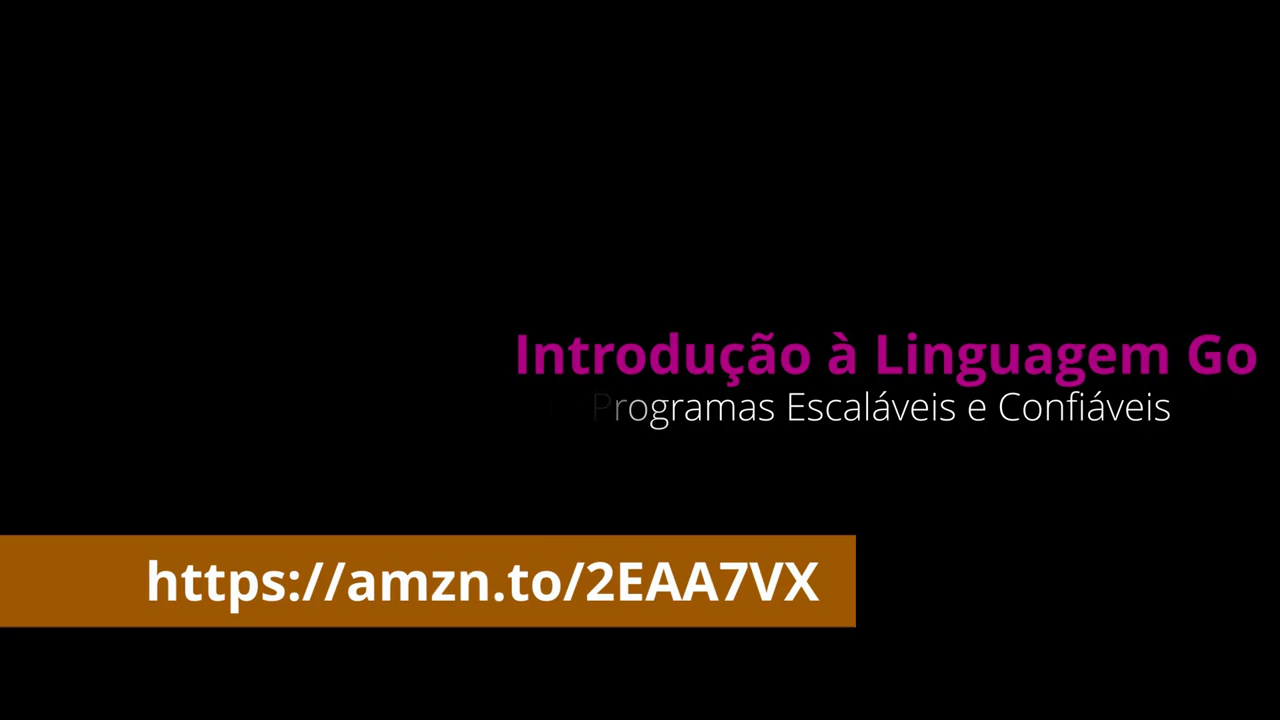 Introdução à Linguagem Go
Programas Escaláveis e Confiáveis
https://amzn.to/2EAA7VX